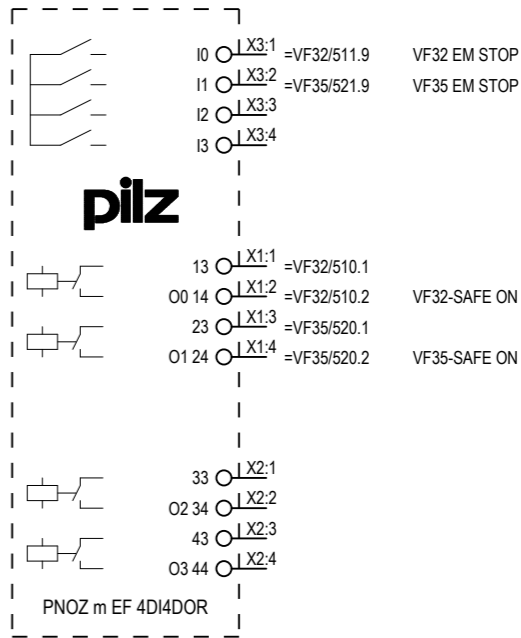 I0 X3:1 =VF32/511.9 VF32 EM STOP
I1 X3:2 =VF35/521.9 VF35 EM STOP
I2 X3:3
I3 X3:4
pilz
13 X1:1 =VF32/510.1
O0 14 X1:2 =VF32/510.2 VF32-SAFE ON
23 X1:3 =VF35/520.1
O1 24 X1:4 =VF35/520.2 VF35-SAFE ON
33 X2:1
O2 34 X2:2
43 X2:3
O3 44 X2:4
PNOZ m EF 4DI4DOR